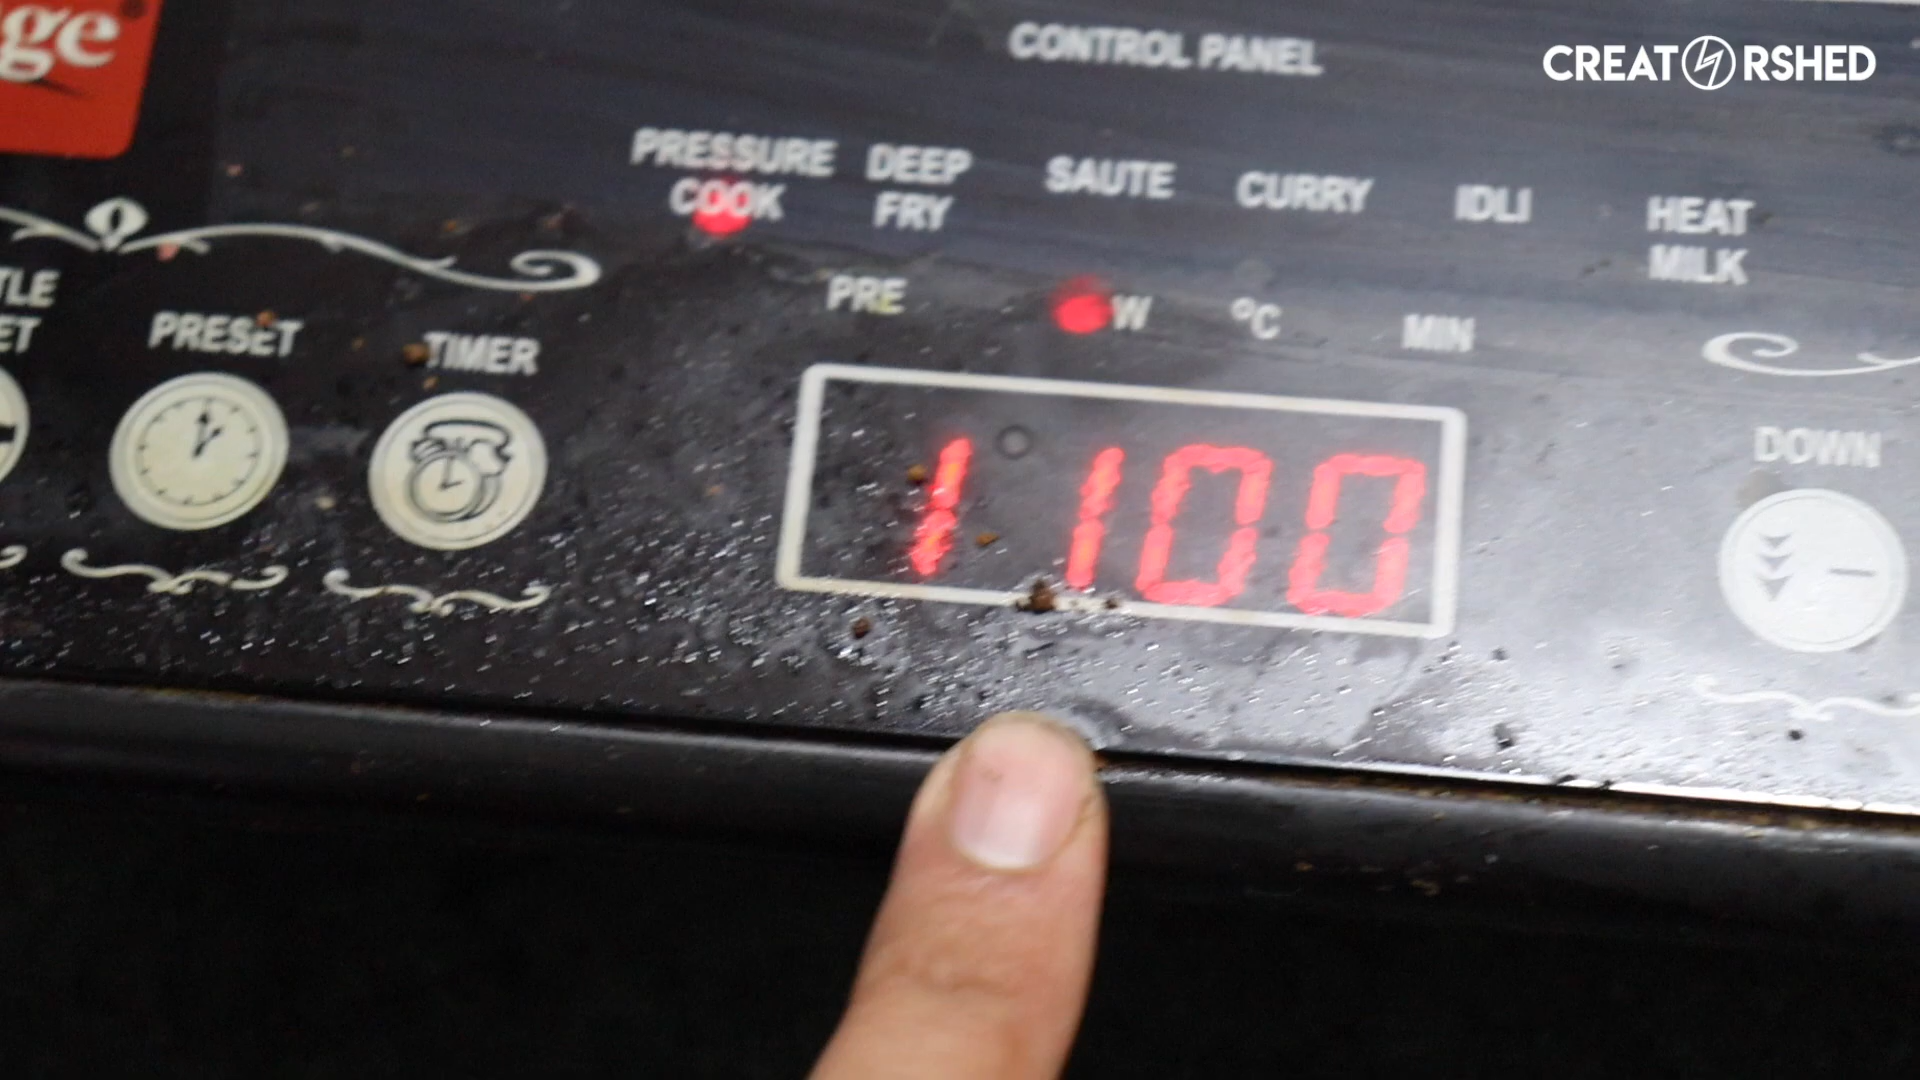 ge®
CONTROL PANEL
CREATORSHED
PRESSURE COOK
DEEP FRY
SAUTE
CURRY
IDLI
HEAT MILK
PRE
W
°C
MIN
TLE
ET
PRESET
TIMER
1100
DOWN